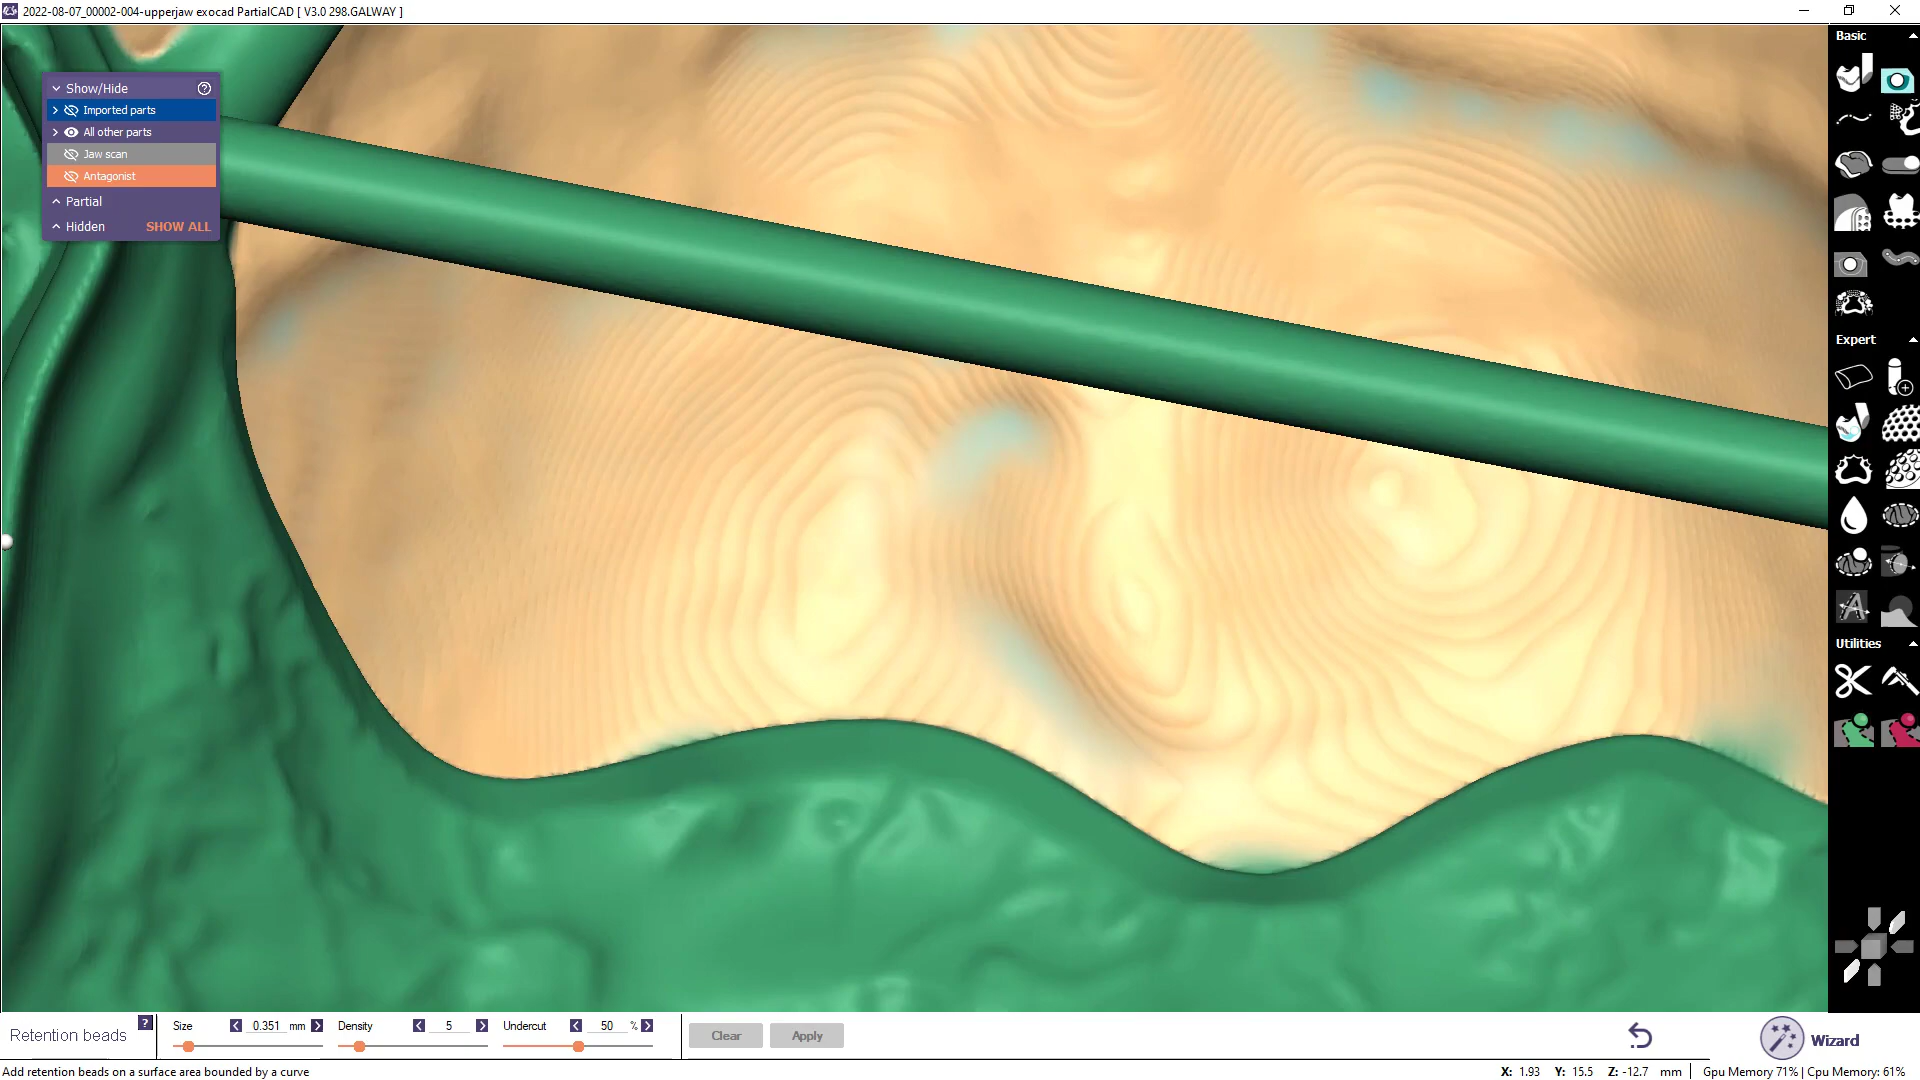 2022-08-07_00002-004-upperjaw exocad PartialCAD [ V3.0 298.GALWAY ]
Show/Hide
Imported parts
All other parts
Jaw scan
Antagonist
Partial
Hidden SHOW ALL
Basic
Expert
Utilities
Retention beads ?
Size 0.351 mm
Density 5
Undercut 50 %
Clear
Apply
Wizard
Add retention beads on a surface area bounded by a curve
X: 1.93 Y: 15.5 Z: -12.7 mm
Gpu Memory 71% | Cpu Memory: 61%